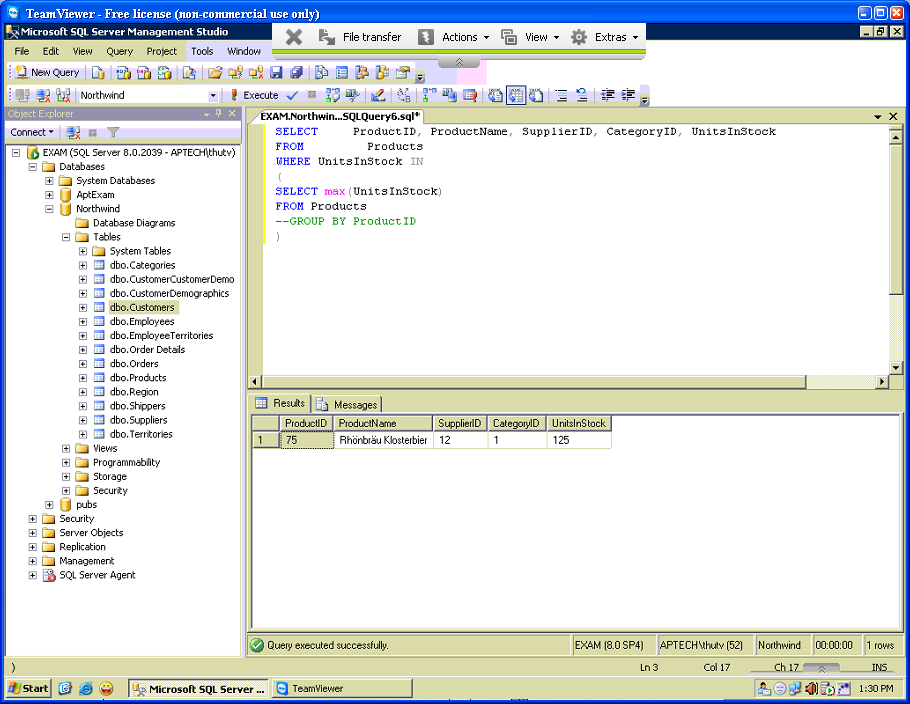 TeamViewer - Free license (non-commercial use only)
Microsoft SQL Server Management Studio
File transfer Actions View Extras
File Edit View Query Project Tools Window
New Query
Northwind Execute
Object Explorer
Connect
EXAM (SQL Server 8.0.2039 - APTECH\thutv)
Databases
System Databases
AptExam
Northwind
Database Diagrams
Tables
System Tables
dbo.Categories
dbo.CustomerCustomerDemo
dbo.CustomerDemographics
dbo.Customers
dbo.Employees
dbo.EmployeeTerritories
dbo.Order Details
dbo.Orders
dbo.Products
dbo.Region
dbo.Shippers
dbo.Suppliers
dbo.Territories
Views
Programmability
Storage
Security
pubs
Security
Server Objects
Replication
Management
SQL Server Agent
EXAM.Northwin...SQLQuery6.sql*
SELECT ProductID, ProductName, SupplierID, CategoryID, UnitsInStock
FROM Products
WHERE UnitsInStock IN
(
SELECT max(UnitsInStock)
FROM Products
--GROUP BY ProductID
)
Results Messages
ProductID ProductName SupplierID CategoryID UnitsInStock
1 75 Rhönbräu Klosterbier 12 1 125
Query executed successfully. EXAM (8.0 SP4) APTECH\thutv (52) Northwind 00:00:00 1 rows
) Ln 3 Col 17 Ch 17 INS
Start Microsoft SQL Server ... TeamViewer 1:30 PM